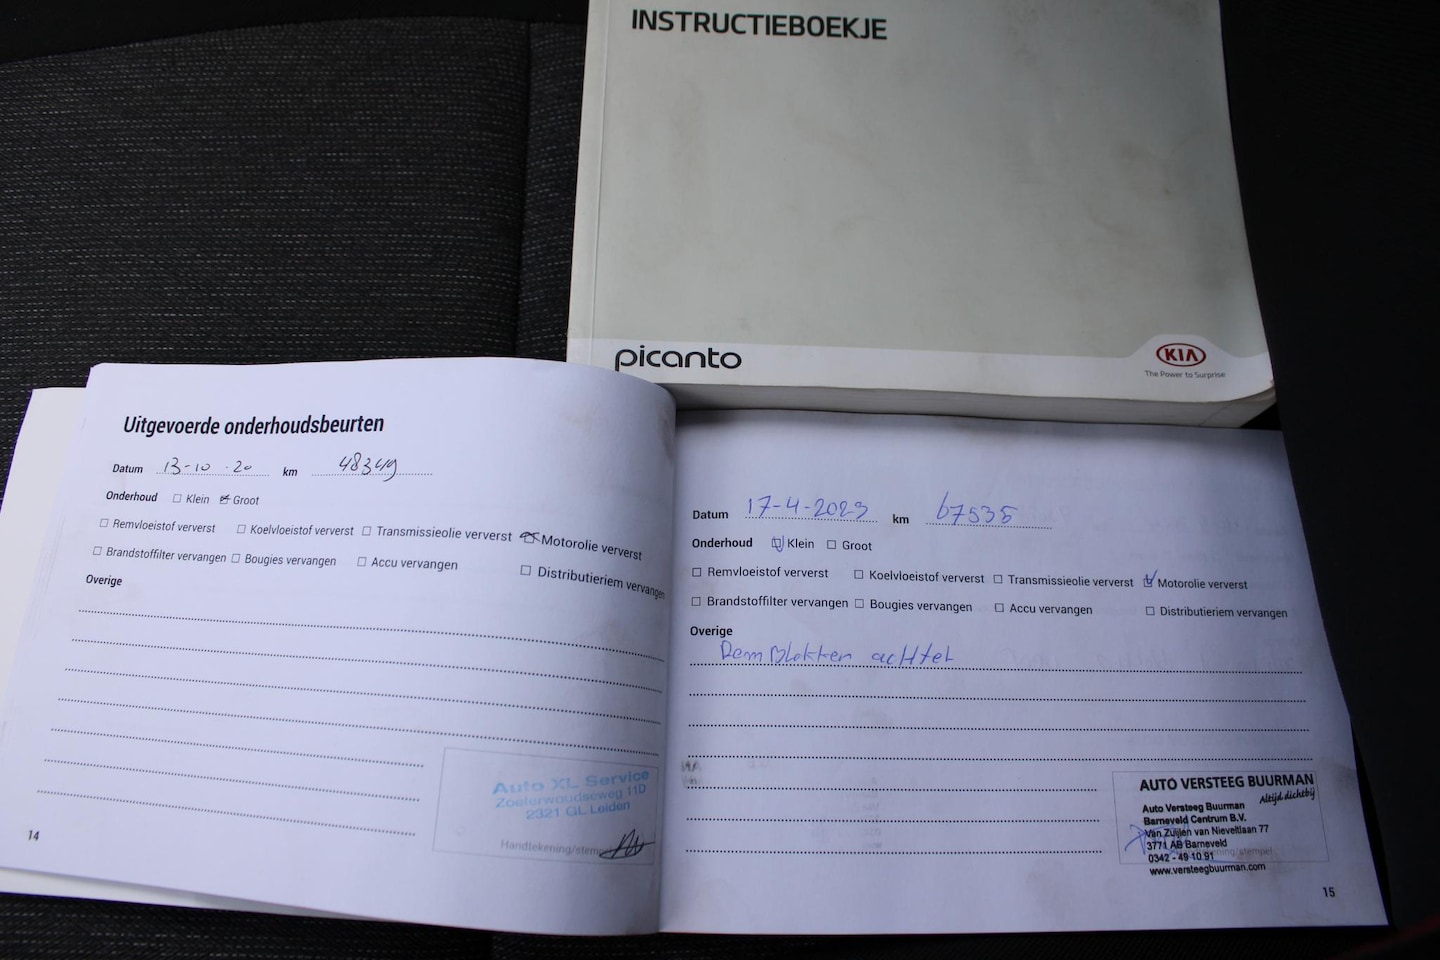 INSTRUCTIEBOEKJE
picanto
KIA
The Power to Surprise
Uitgevoerde onderhoudsbeurten
Datum 13-10-20 km 48349
Onderhoud Klein Groot
Remvloeistof ververst Koelvloeistof ververst Transmissieolie ververst Motorolie ververst
Brandstoffilter vervangen Bougies vervangen Accu vervangen Distributieriem vervangen
Overige
Auto XL Service
Zoeterwoudseweg 11D
2321 GL Leiden
Handtekening/stempel
14
Datum 17-4-2023 km 67535
Onderhoud Klein Groot
Remvloeistof ververst Koelvloeistof ververst Transmissieolie ververst Motorolie ververst
Brandstoffilter vervangen Bougies vervangen Accu vervangen Distributieriem vervangen
Overige
Remblokken achter
AUTO VERSTEEG BUURMAN
Altijd dichtbij
Auto Versteeg Buurman
Barneveld Centrum B.V.
Van Zuijlen van Nieveltlaan 77
3771 AB Barneveld
0342 - 49 10 91
www.versteegbuurman.com
15